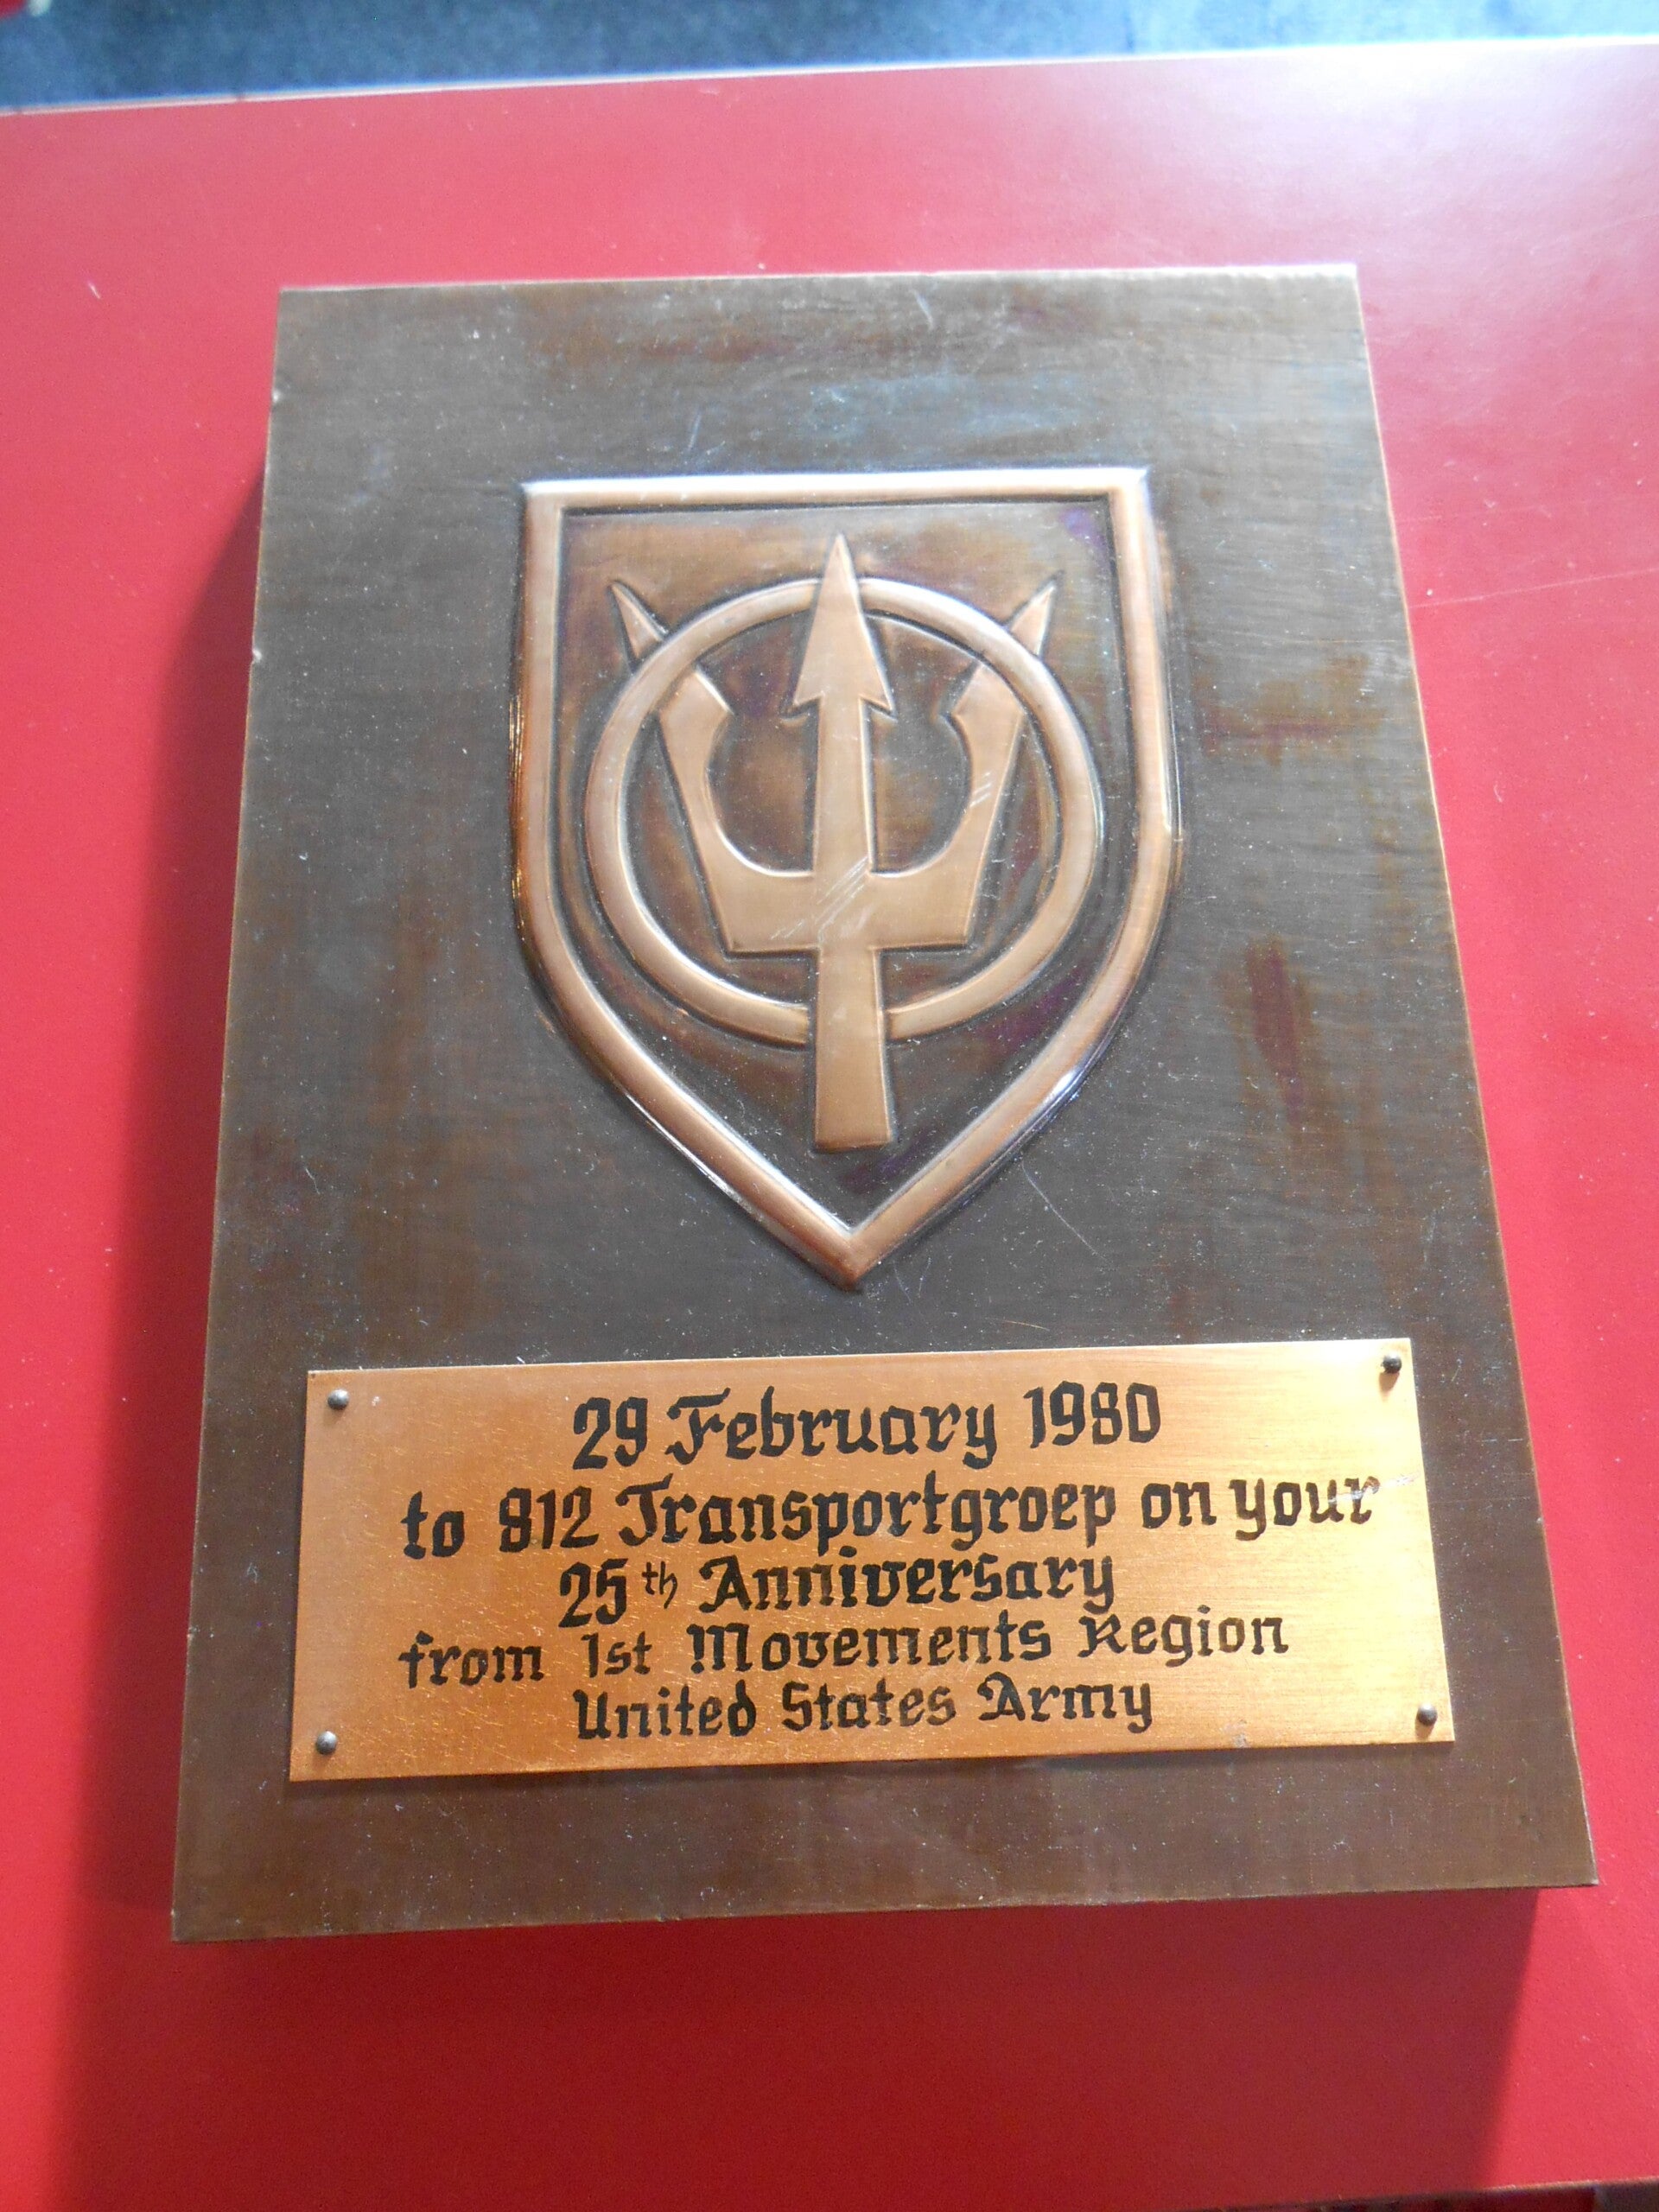 29 February 1980
to 812 Transportgroep on your
25th Anniversary
from 1st Movements Region
United States Army